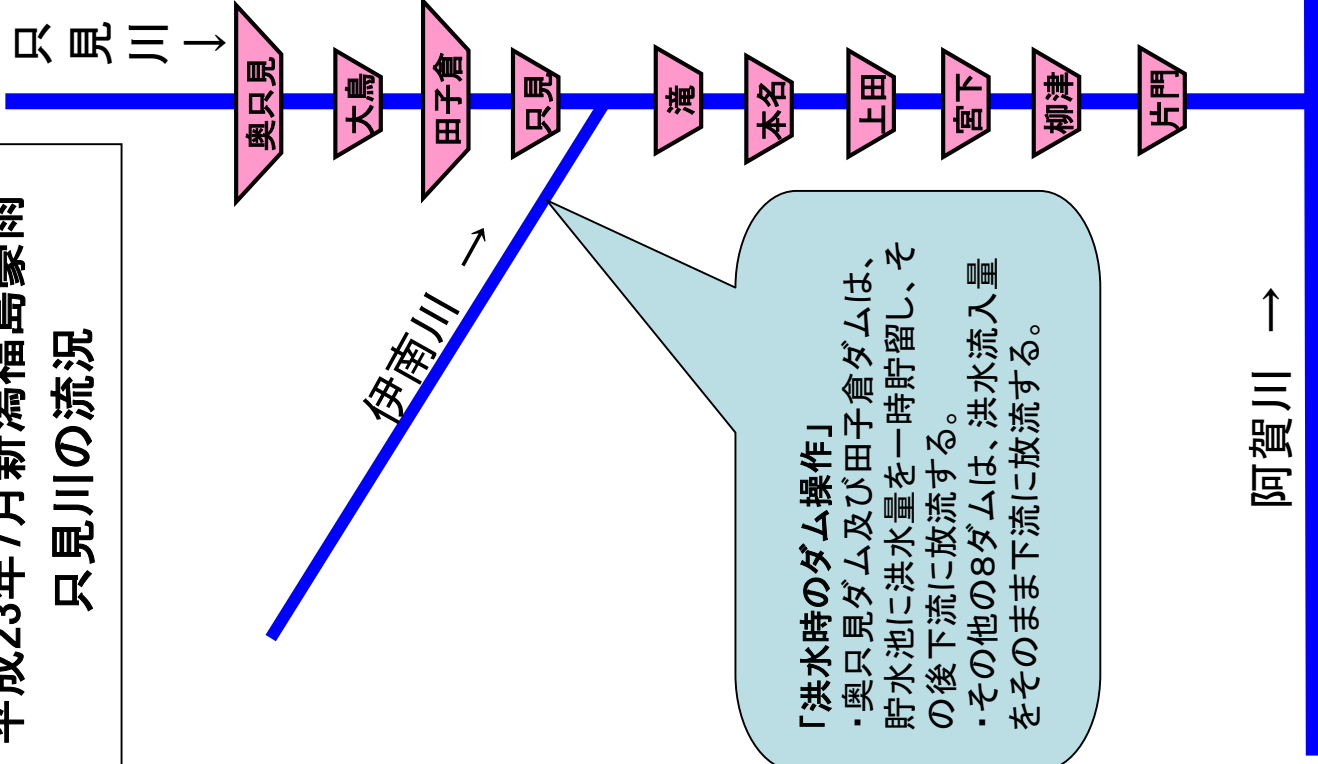 平成23年7月新潟福島豪雨
只見川の流況
只見川 →
奥只見
大鳥
田子倉
只見
滝
本名
上田
宮下
柳津
片門
伊南川 →
「洪水時のダム操作」
・奥只見ダム及び田子倉ダムは、
貯水池に洪水量を一時貯留し、そ
の後下流に放流する。
・その他の8ダムは、洪水流入量
をそのまま下流に放流する。
阿賀川 →